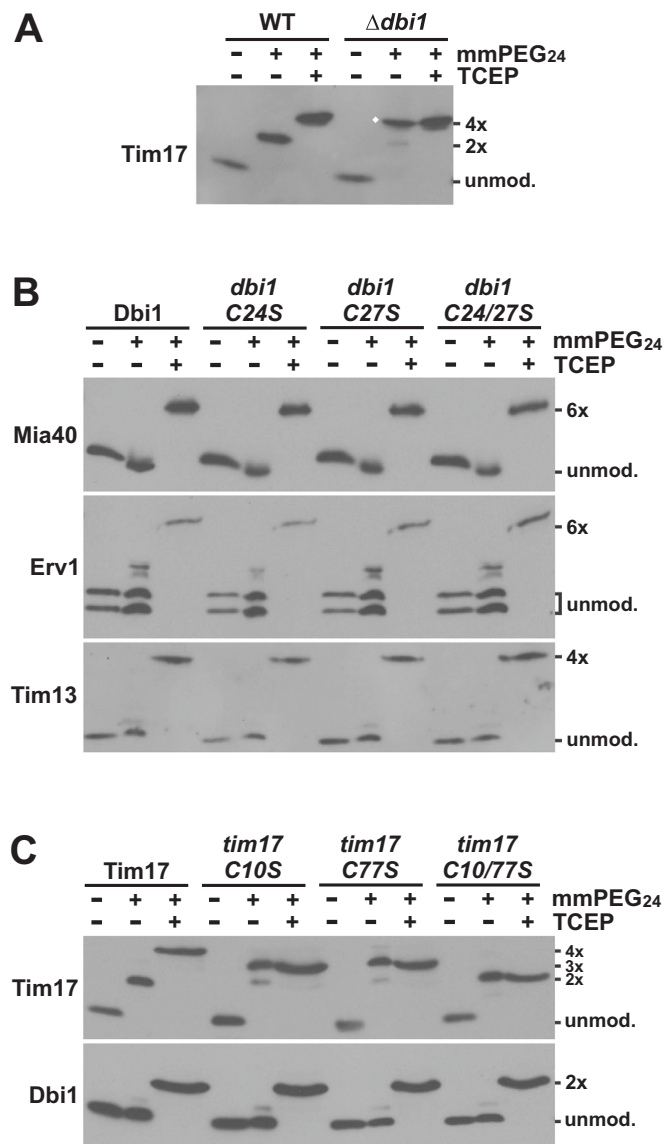 A
WT Δdbi1
- + + - + + mmPEG24
- - + - - + TCEP
Tim17
4x
2x
unmod.
B
Dbi1 dbi1 C24S dbi1 C27S dbi1 C24/27S
- + + - + + - + + - + + mmPEG24
- - + - - + - - + - - + TCEP
Mia40
6x
unmod.
Erv1
6x
unmod.
Tim13
4x
unmod.
C
Tim17 tim17 C10S tim17 C77S tim17 C10/77S
- + + - + + - + + - + + mmPEG24
- - + - - + - - + - - + TCEP
Tim17
4x
3x
2x
unmod.
Dbi1
2x
unmod.